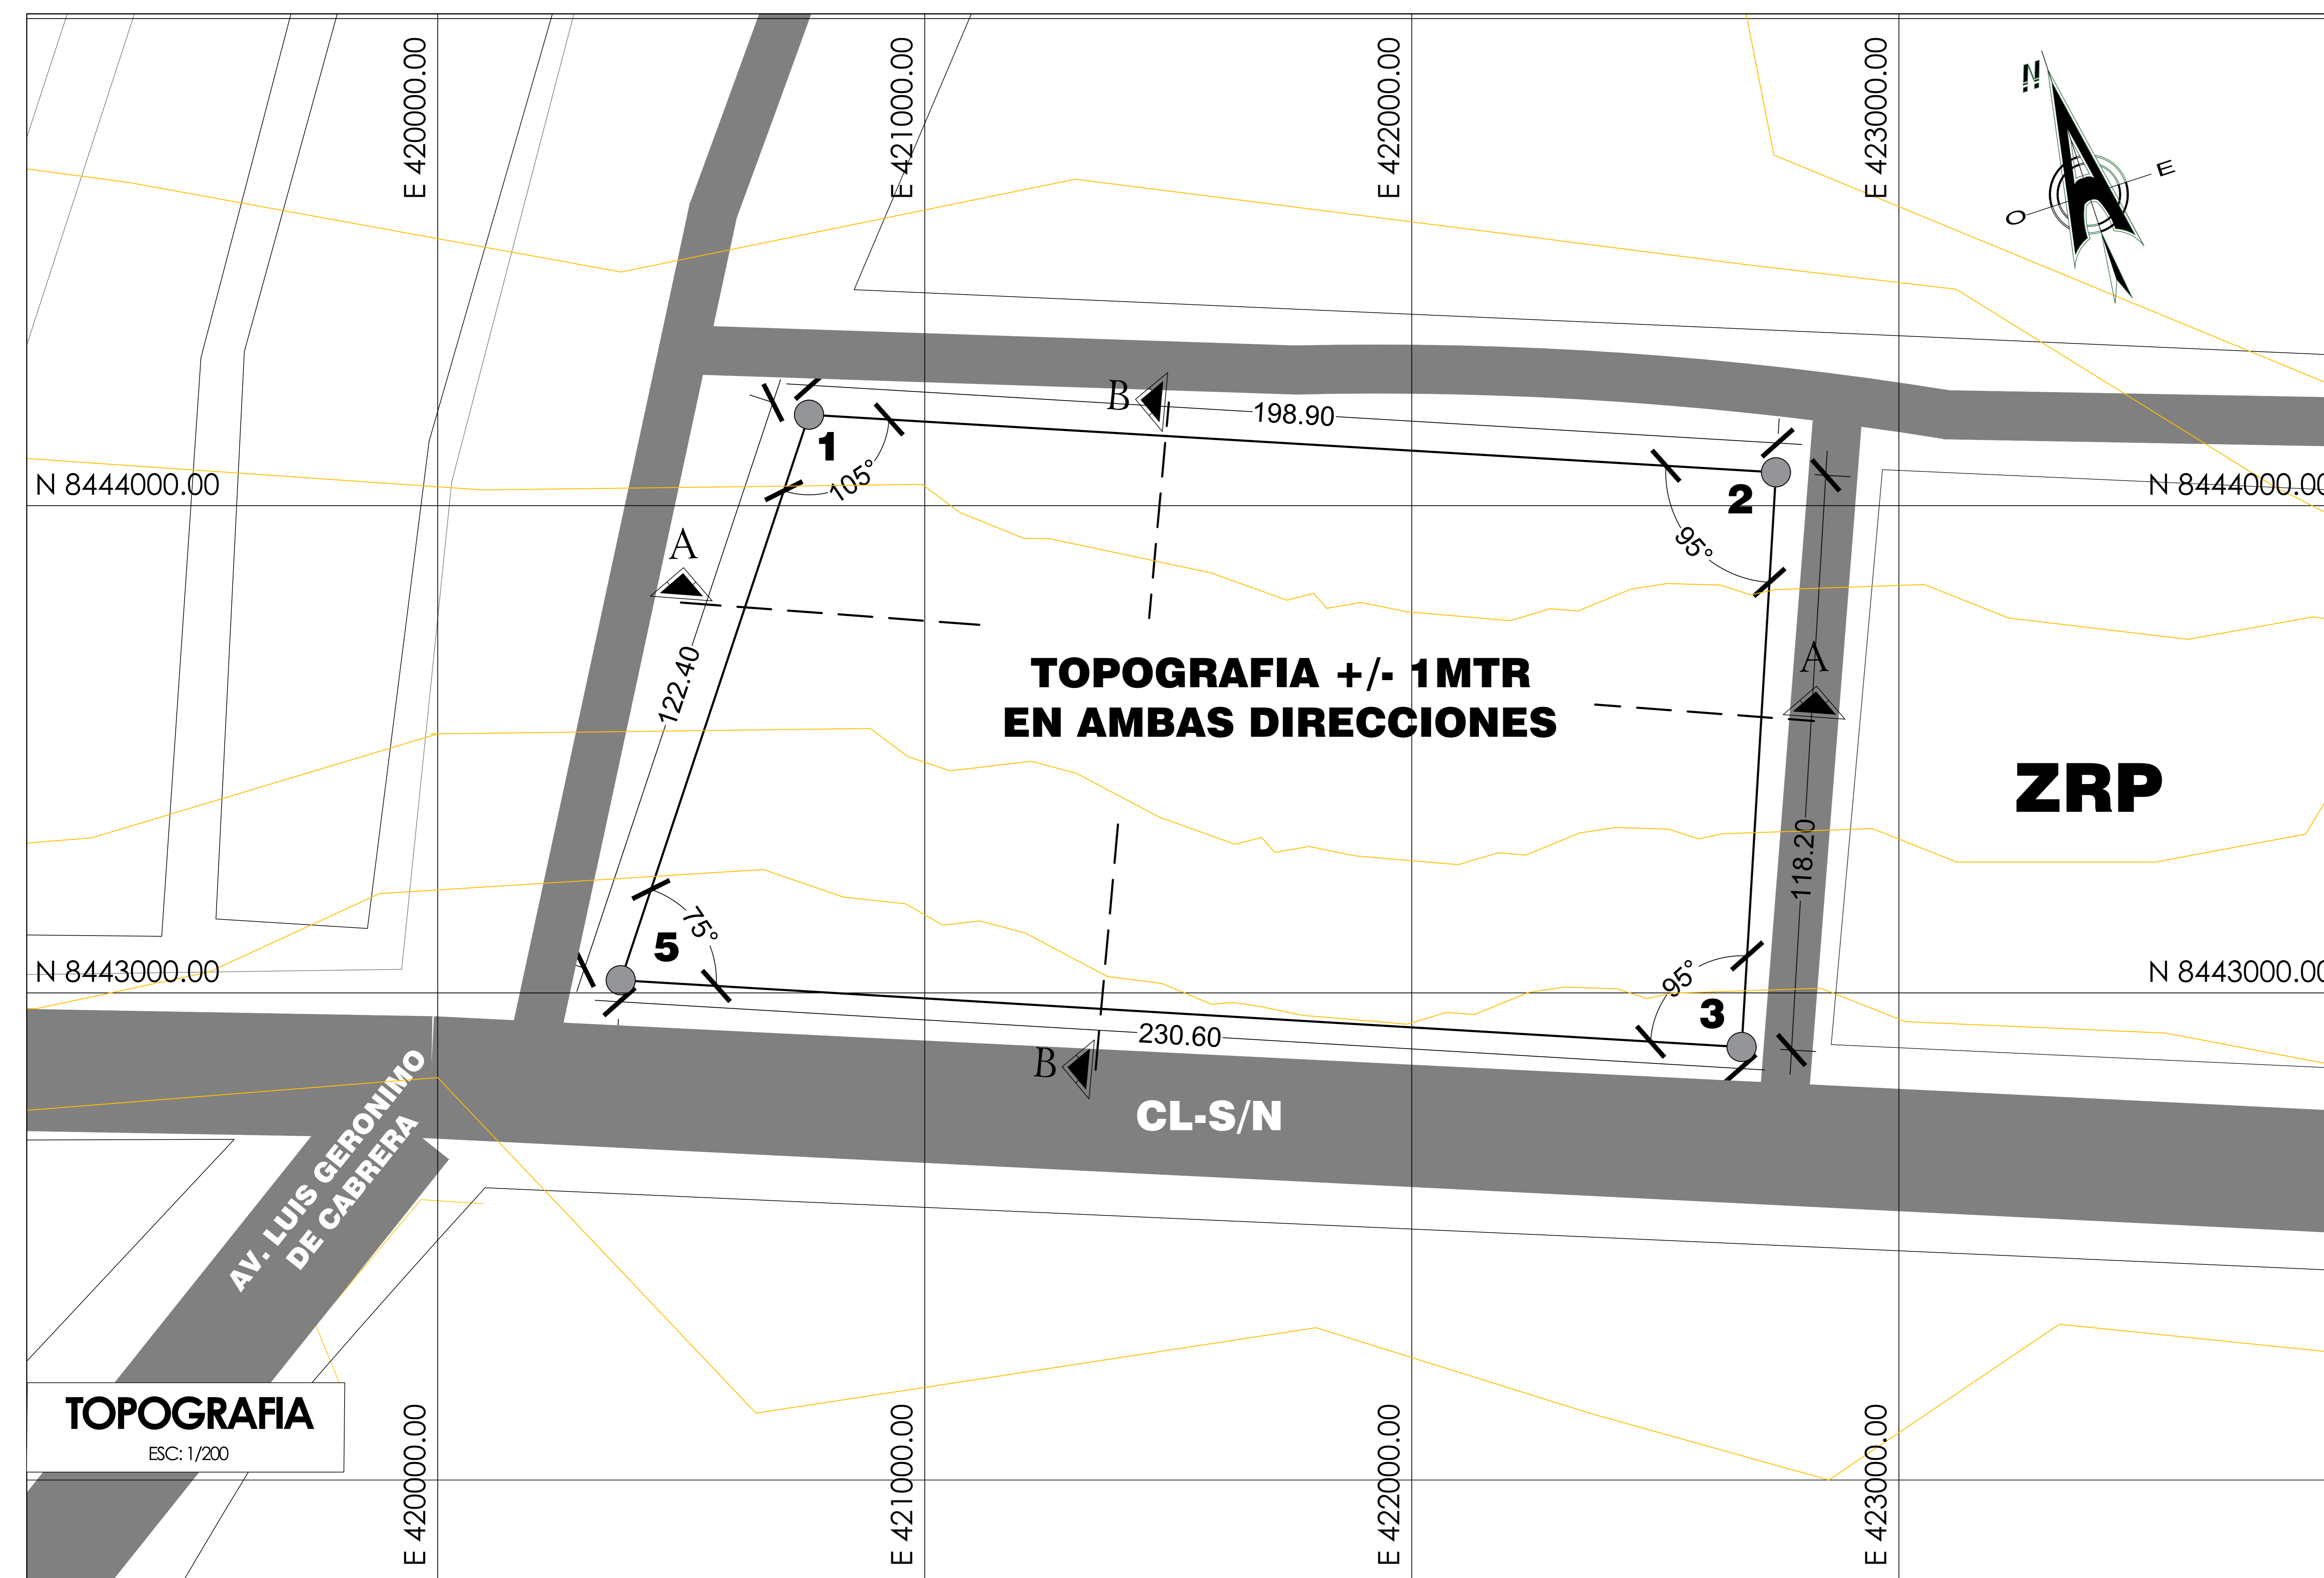 E 420000.00
E 421000.00
E 422000.00
E 423000.00
N
E
O
B
198.90
1
105°
2
95°
N 8444000.00
N 8444000.00
A
122.40
TOPOGRAFIA +/- 1MTR
EN AMBAS DIRECCIONES
A
ZRP
118.20
5
75°
95°
3
N 8443000.00
N 8443000.00
230.60
B
CL-S/N
AV. LUIS GERONIMO
DE CABRERA
TOPOGRAFIA
ESC: 1/200
E 420000.00
E 421000.00
E 422000.00
E 423000.00